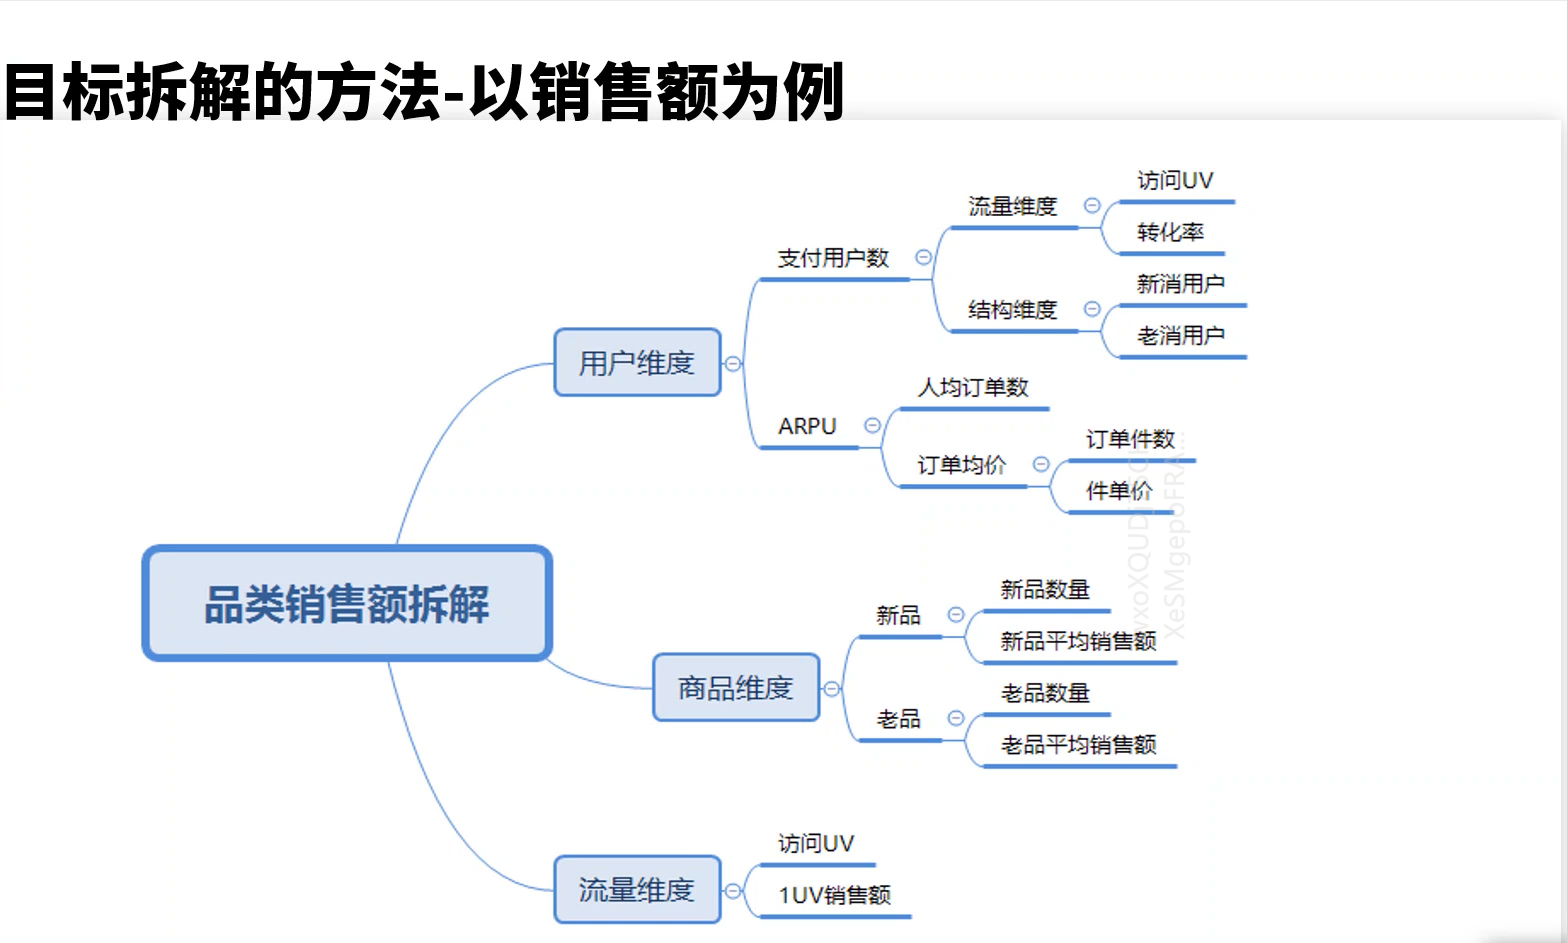 目标拆解的方法-以销售额为例
品类销售额拆解
用户维度
支付用户数
流量维度
访问UV
转化率
结构维度
新消用户
老消用户
ARPU
人均订单数
订单均价
订单件数
件单价
商品维度
新品
新品数量
新品平均销售额
老品
老品数量
老品平均销售额
流量维度
访问UV
1UV销售额